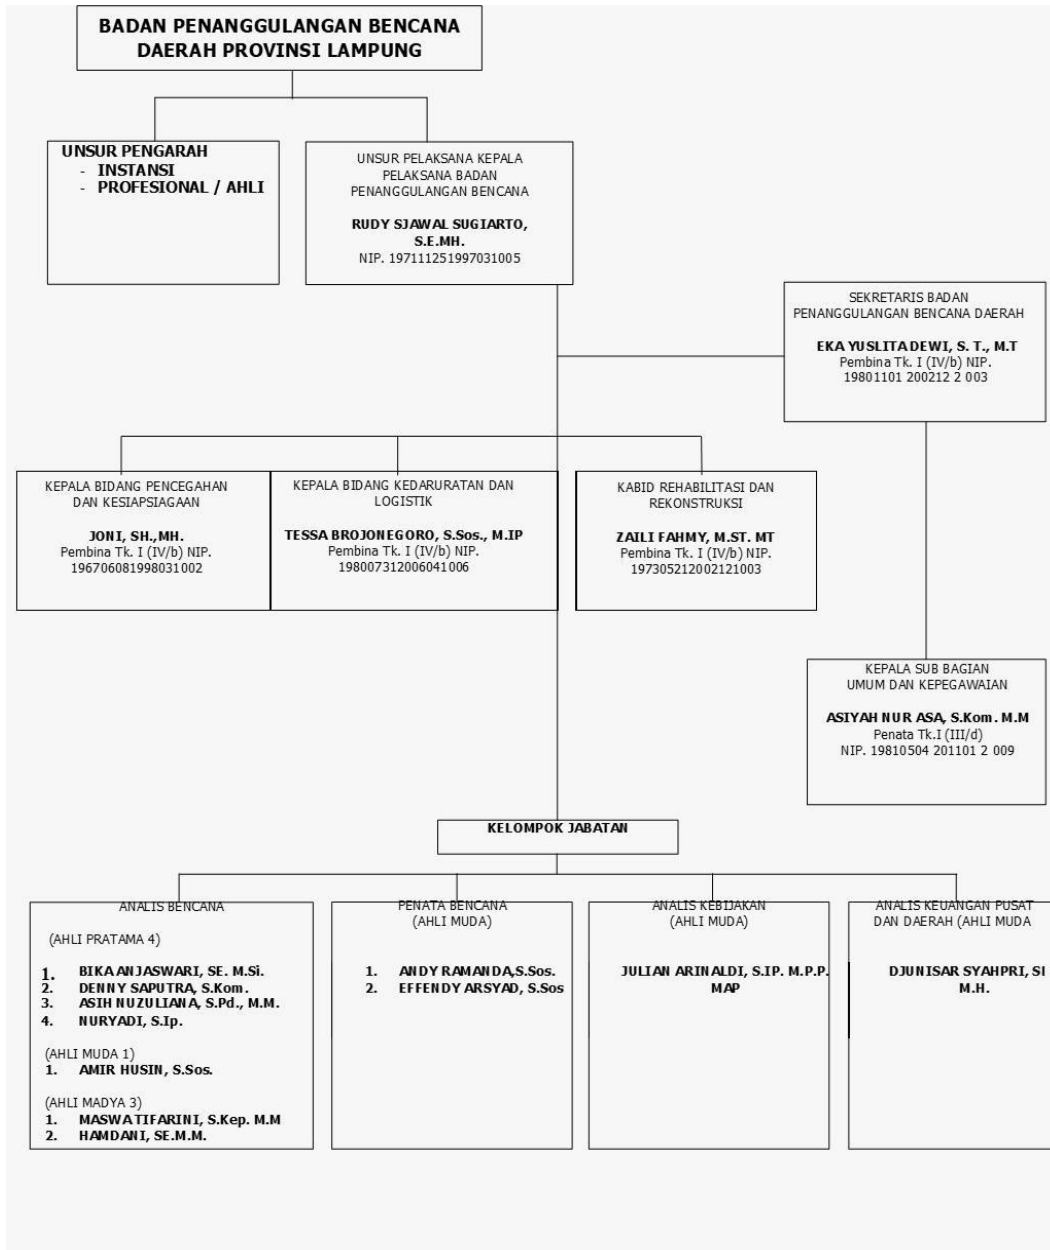 BADAN PENANGGULANGAN BENCANA
DAERAH PROVINSI LAMPUNG
UNSUR PENGARAH
- INSTANSI
- PROFESIONAL / AHLI
UNSUR PELAKSANA KEPALA
PELAKSANA BADAN
PENANGGULANGAN BENCANA
RUDY SJAWAL SUGIARTO,
S.E.MH.
NIP. 197111251997031005
SEKRETARIS BADAN
PENANGGULANGAN BENCANA DAERAH
EKA YUSLITA DEWI, S. T., M.T
Pembina Tk. I (IV/b) NIP.
19801101 200212 2 003
KEPALA BIDANG PENCEGAHAN
DAN KESIAPSIAGAAN
JONI, SH.,MH.
Pembina Tk. I (IV/b) NIP.
196706081998031002
KEPALA BIDANG KEDARURATAN DAN
LOGISTIK
TESSA BROJONEGORO, S.Sos., M.IP
Pembina Tk. I (IV/b) NIP.
198007312006041006
KABID REHABILITASI DAN
REKONSTRUKSI
ZAILI FAHMY, M.ST. MT
Pembina Tk. I (IV/b) NIP.
197305212002121003
KEPALA SUB BAGIAN
UMUM DAN KEPEGAWAIAN
ASIYAH NUR ASA, S.Kom. M.M
Penata Tk.I (III/d)
NIP. 19810504 201101 2 009
KELOMPOK JABATAN
ANALIS BENCANA
(AHLI PRATAMA 4)
1. BIKA ANJASWARI, SE. M.Si.
2. DENNY SAPUTRA, S.Kom.
3. ASIH NUZULIANA, S.Pd., M.M.
4. NURYADI, S.Ip.
(AHLI MUDA 1)
1. AMIR HUSIN, S.Sos.
(AHLI MADYA 3)
1. MASWATIFARINI, S.Kep. M.M
2. HAMDANI, SE.M.M.
PENATA BENCANA
(AHLI MUDA)
1. ANDY RAMANDA,S.Sos.
2. EFFENDY ARSYAD, S.Sos
ANALIS KEBIJAKAN
(AHLI MUDA)
JULIAN ARINALDI, S.IP. M.P.P.
MAP
ANALIS KEUANGAN PUSAT
DAN DAERAH (AHLI MUDA
DJUNISAR SYAHPRI, SI
M.H.